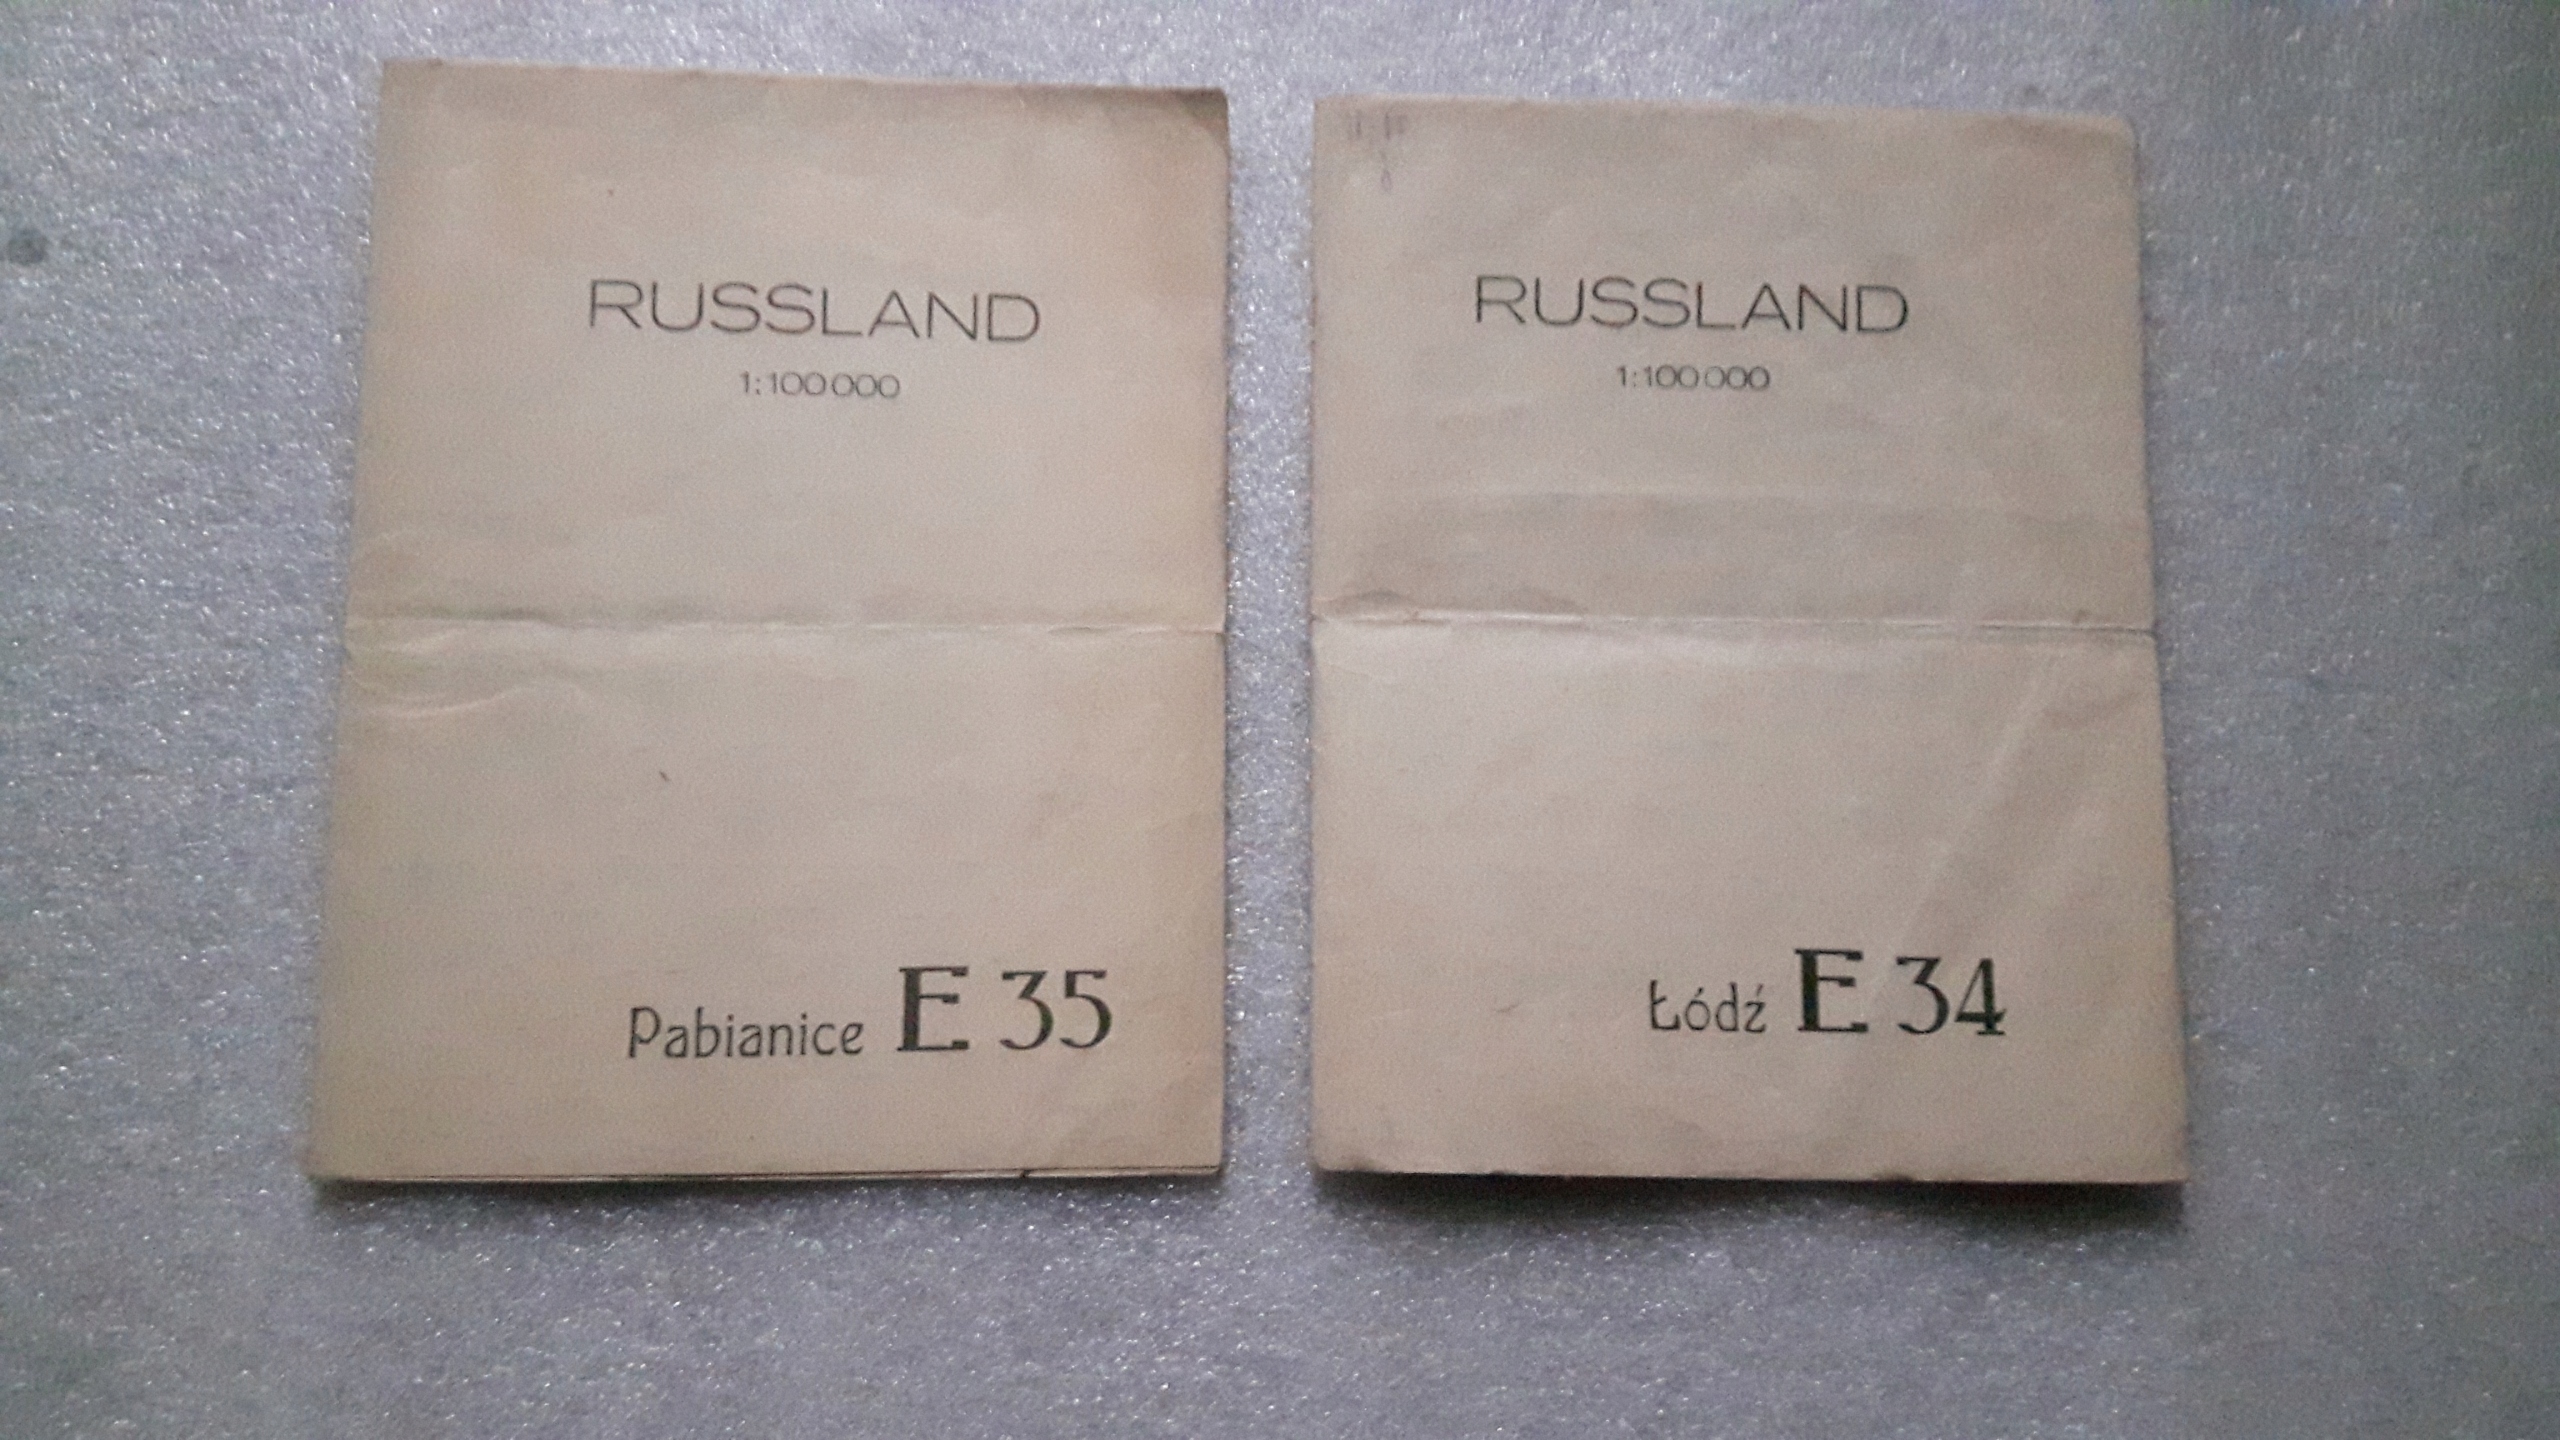 RUSSLAND
1:100 000
Pabianice E 35
RUSSLAND
1:100 000
Łódź E 34